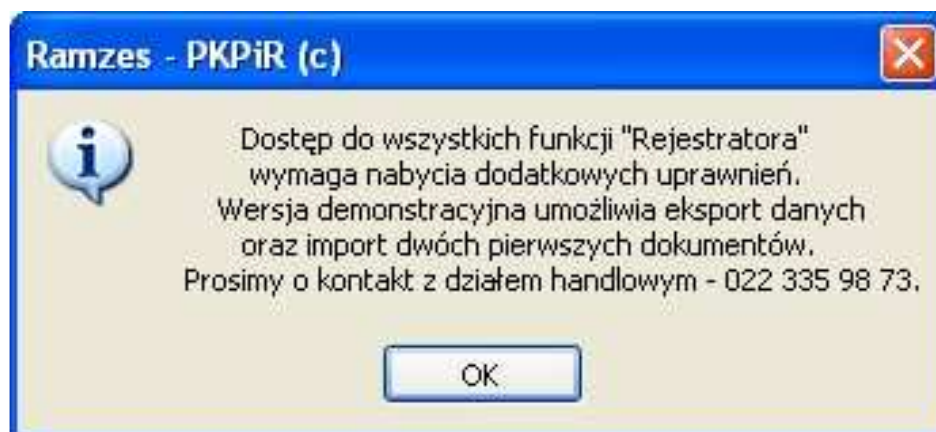 Ramzes - PKPiR (c)
Dostęp do wszystkich funkcji "Rejestratora"
wymaga nabycia dodatkowych uprawnień.
Wersja demonstracyjna umożliwia eksport danych
oraz import dwóch pierwszych dokumentów.
Prosimy o kontakt z działem handlowym - 022 335 98 73.
OK